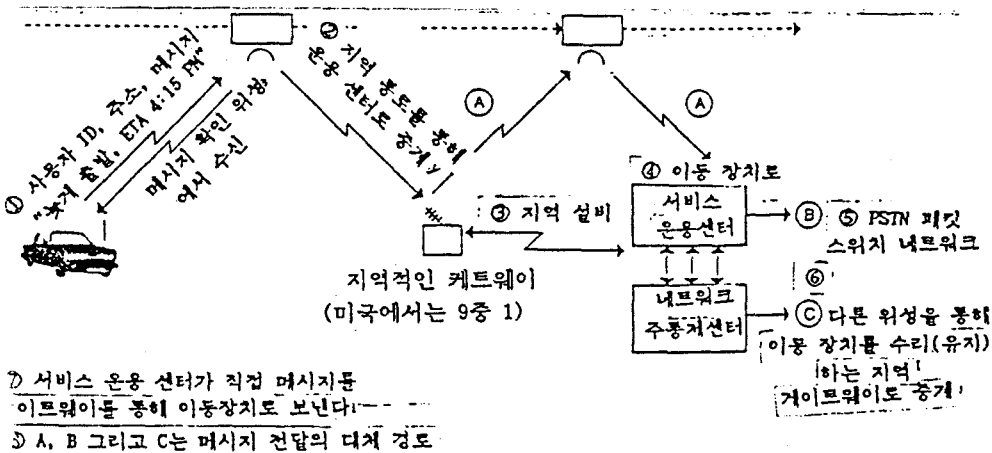 ① 사용자 ID, 주소, 메시지
"늦게 출발, ETA 4:15 PM"
메시지 확인 위성,
에서 수신
② 지역 통로를 통해
운용 센터로 중계
Ⓐ
Ⓐ
③ 지역 설비
지역적인 케트웨이
(미국에서는 9중 1)
④ 이동 장치로
서비스
운용센터
Ⓑ ⑤ PSTN 패킷
스위치 네트워크
네트워크
주통제센터
⑥
Ⓒ 다른 위성을 통해
이동 장치를 수리(유지)
하는 지역
게이트웨이로 중계
⑦ 서비스 운용 센터가 직접 메시지를
이트웨이를 통해 이동장치로 보낸다.
A, B 그리고 C는 메시지 전달의 대체 경로